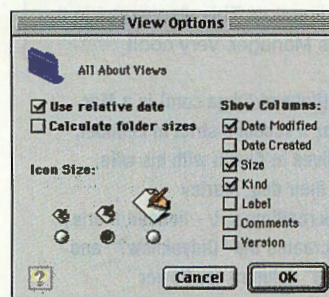 View Options
All About Views
Use relative date
Calculate folder sizes
Icon Size:
Show Columns:
Date Modified
Date Created
Size
Kind
Label
Comments
Version
?
Cancel
OK